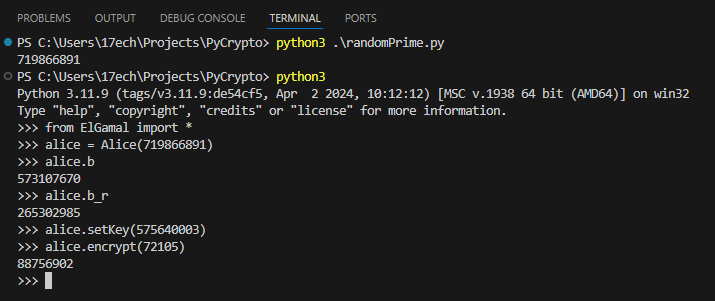 PROBLEMS OUTPUT DEBUG CONSOLE TERMINAL PORTS
PS C:\Users\17ech\Projects\PyCrypto> python3 .\randomPrime.py
719866891
PS C:\Users\17ech\Projects\PyCrypto> python3
Python 3.11.9 (tags/v3.11.9:de54cf5, Apr  2 2024, 10:12:12) [MSC v.1938 64 bit (AMD64)] on win32
Type "help", "copyright", "credits" or "license" for more information.
>>> from ElGamal import *
>>> alice = Alice(719866891)
>>> alice.b
573107670
>>> alice.b_r
265302985
>>> alice.setKey(575640003)
>>> alice.encrypt(72105)
88756902
>>>